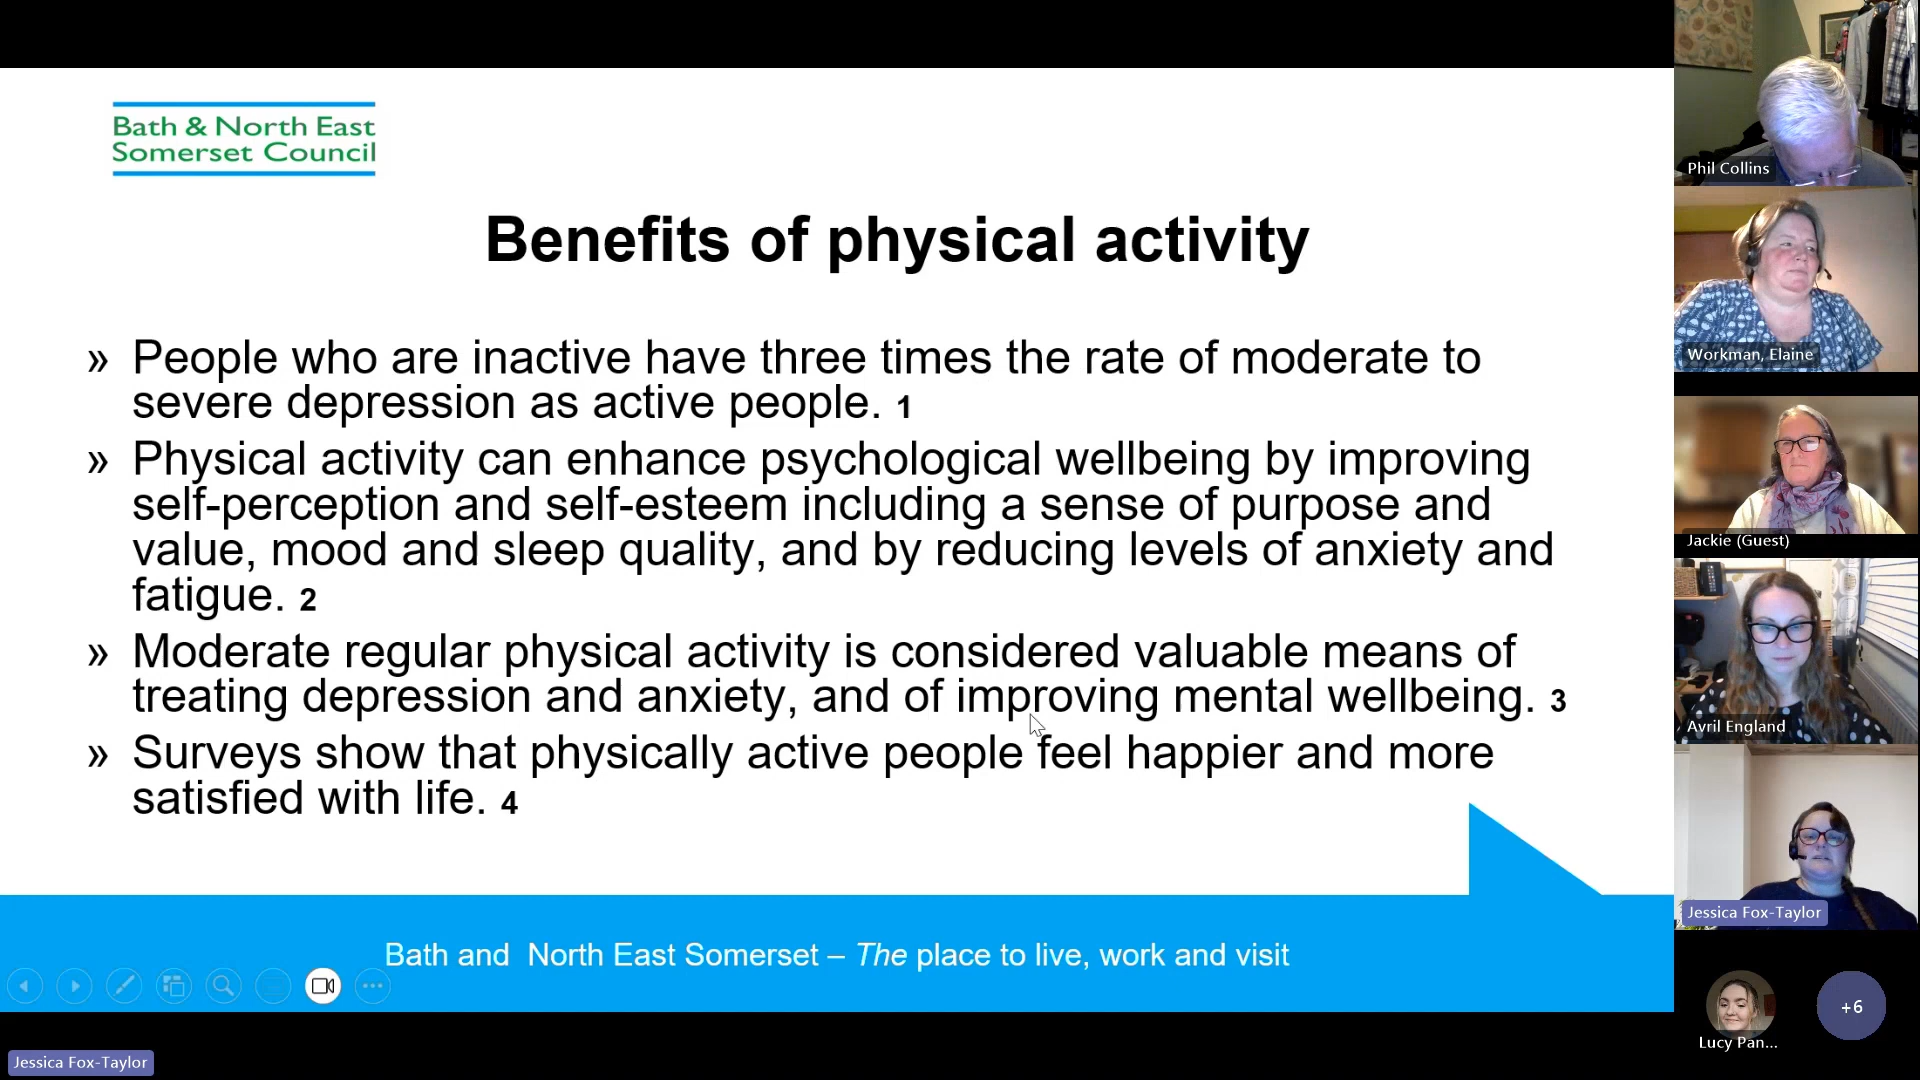 Bath & North East
Somerset Council
Benefits of physical activity
» People who are inactive have three times the rate of moderate to
severe depression as active people. 1
» Physical activity can enhance psychological wellbeing by improving
self-perception and self-esteem including a sense of purpose and
value, mood and sleep quality, and by reducing levels of anxiety and
fatigue. 2
» Moderate regular physical activity is considered valuable means of
treating depression and anxiety, and of improving mental wellbeing. 3
» Surveys show that physically active people feel happier and more
satisfied with life. 4
Bath and North East Somerset – The place to live, work and visit
Jessica Fox-Taylor
Phil Collins
Workman, Elaine
Jackie (Guest)
Avril England
Jessica Fox-Taylor
Lucy Pan...
+6